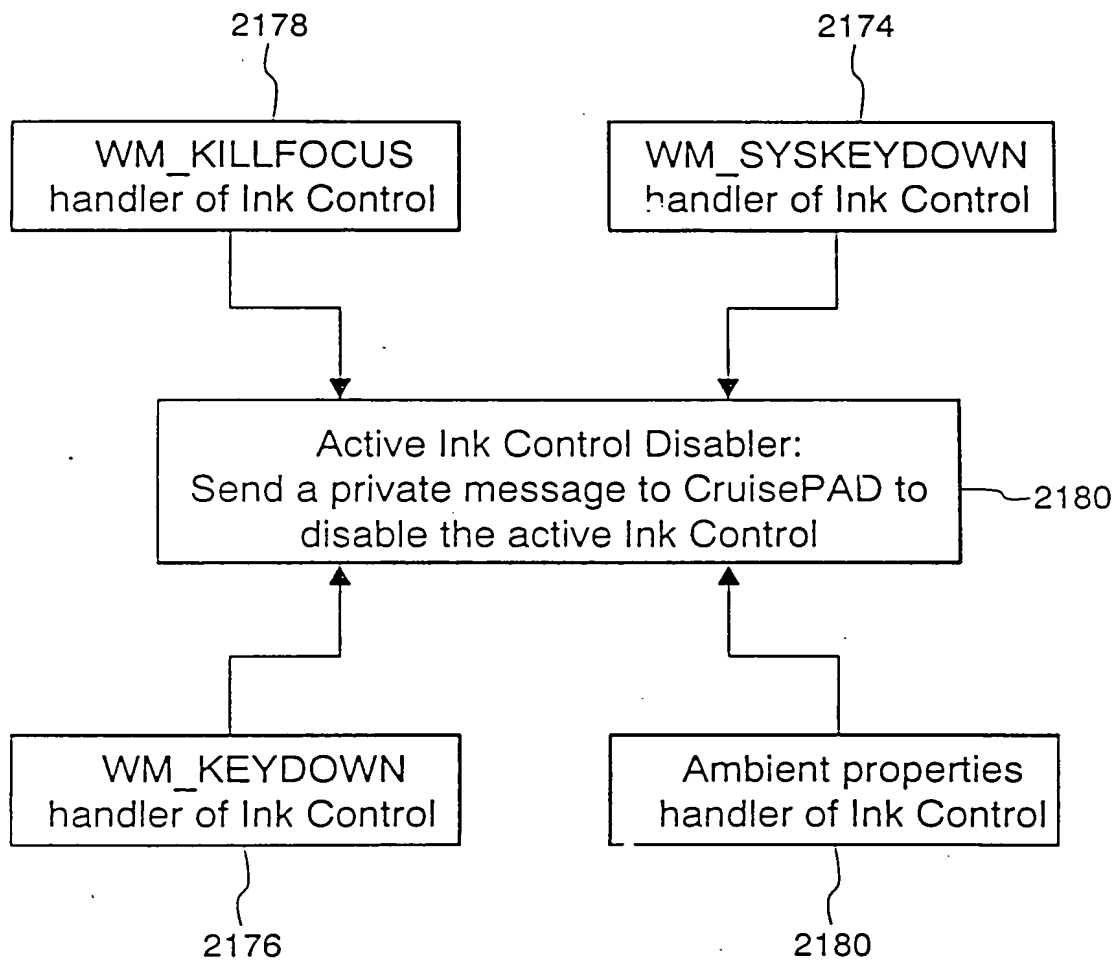 2178
2174
WM_KILLFOCUS
handler of Ink Control
WM_SYSKEYDOWN
handler of Ink Control
Active Ink Control Disabler:
Send a private message to CruisePAD to
disable the active Ink Control
2180
WM_KEYDOWN
handler of Ink Control
Ambient properties
handler of Ink Control
2176
2180